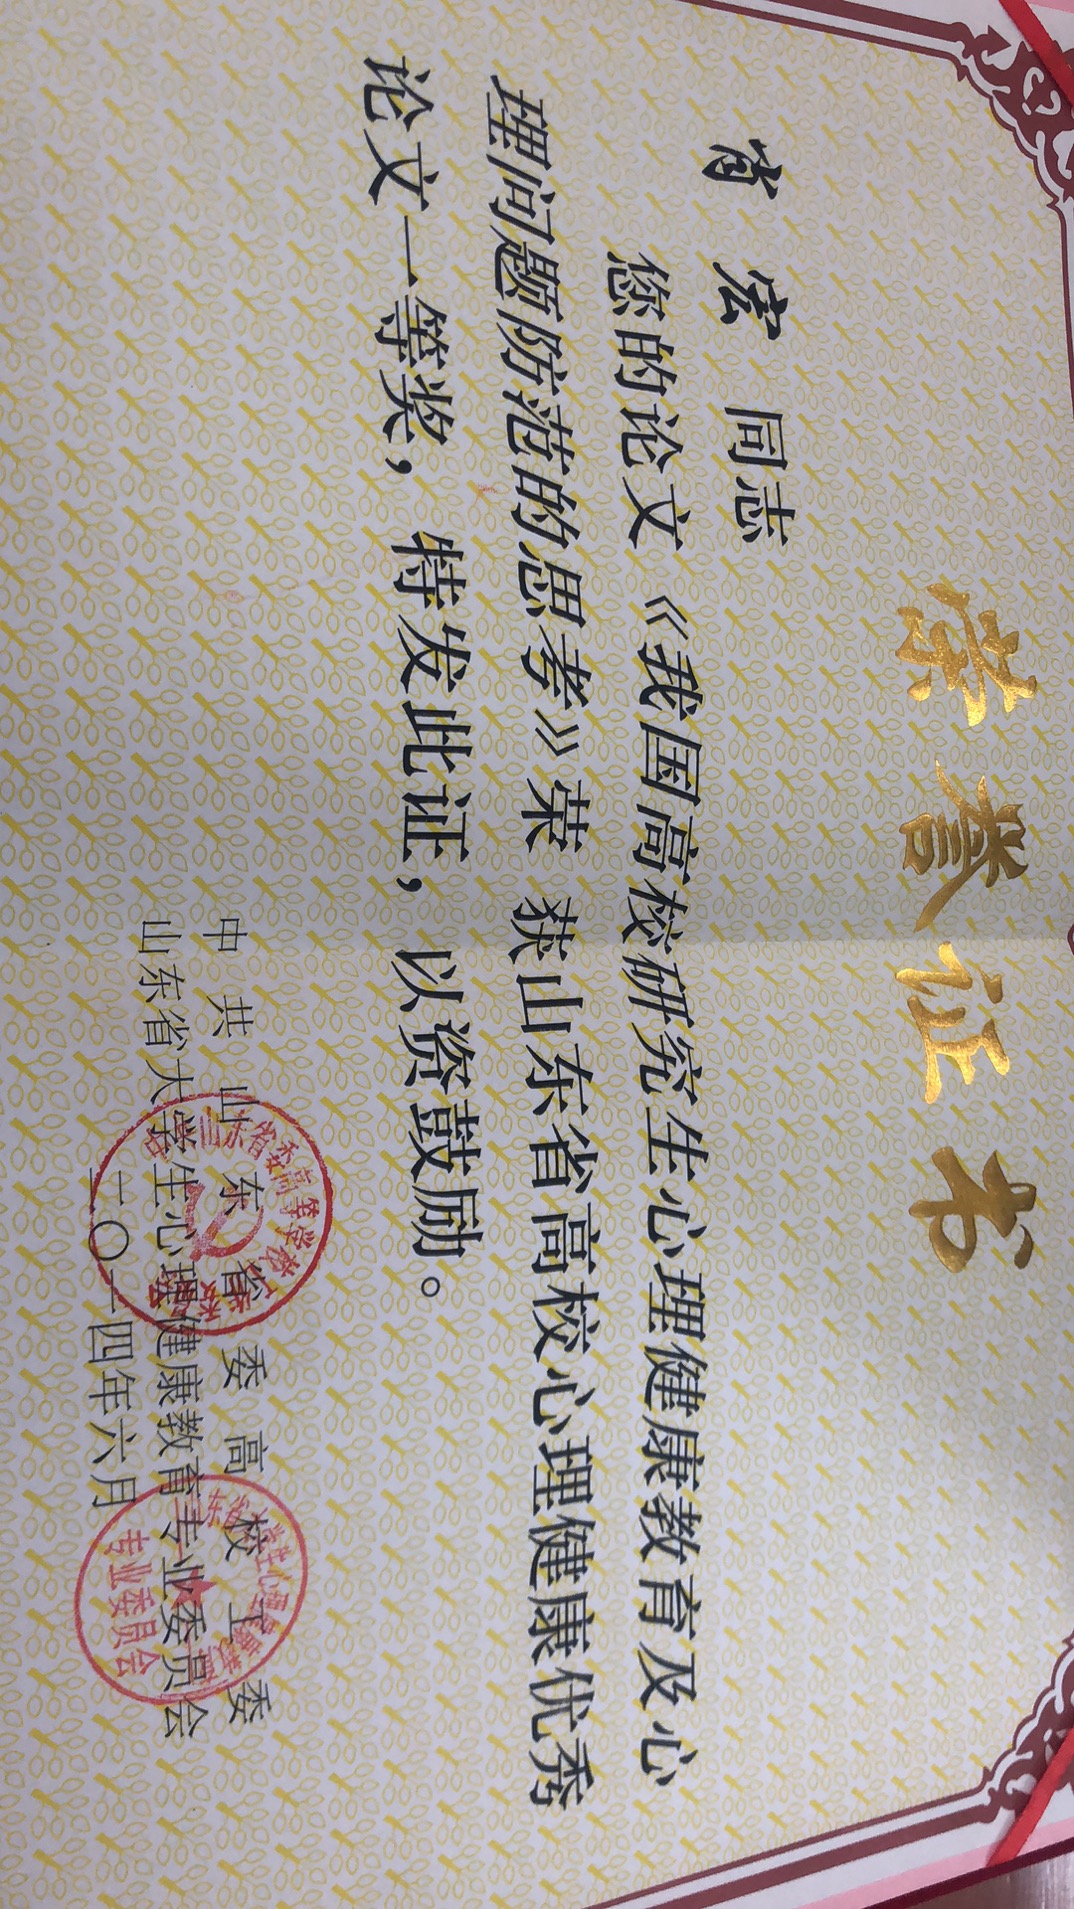 荣誉证书
肖 宏 同志
您的论文《我国高校研究生心理健康教育及心
理问题防范的思考》荣 获山东省高校心理健康优秀
论文一等奖，特发此证，以资鼓励。
中共山东省委高校工委
山东省大学生心理健康教育专业委员会
二〇一四年六月
专业委员会